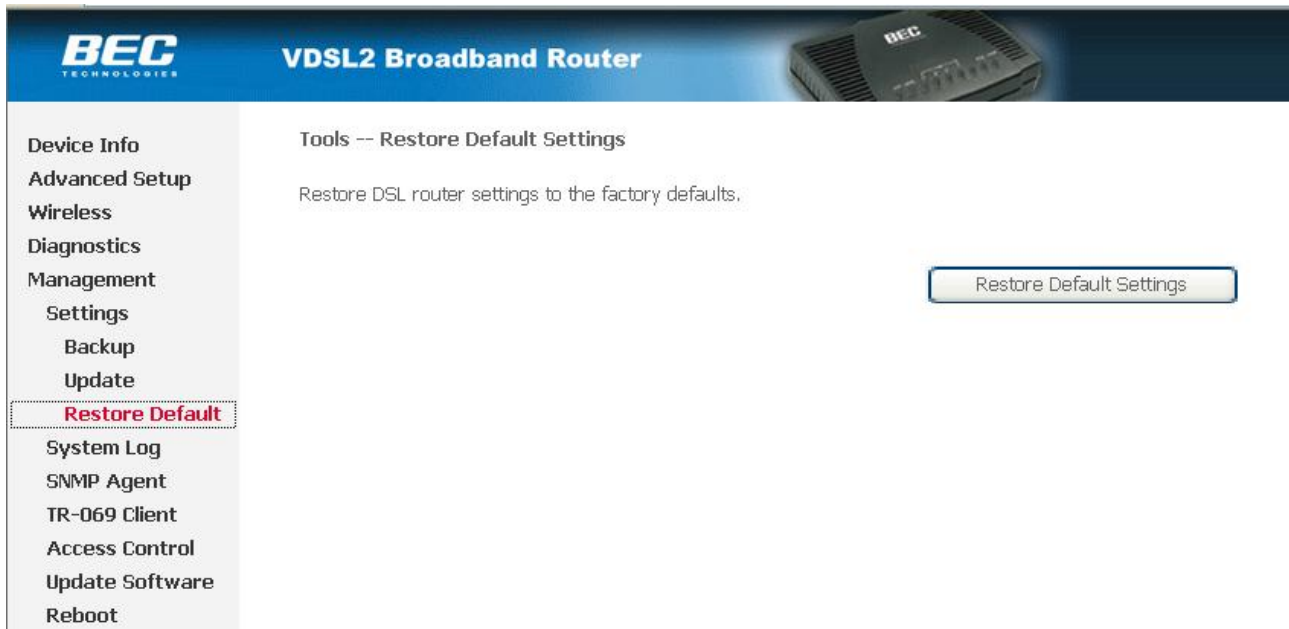 BEC
TECHNOLOGIES
VDSL2 Broadband Router
BEC
Device Info
Advanced Setup
Wireless
Diagnostics
Management
Settings
Backup
Update
Restore Default
System Log
SNMP Agent
TR-069 Client
Access Control
Update Software
Reboot
Tools -- Restore Default Settings
Restore DSL router settings to the factory defaults.
Restore Default Settings